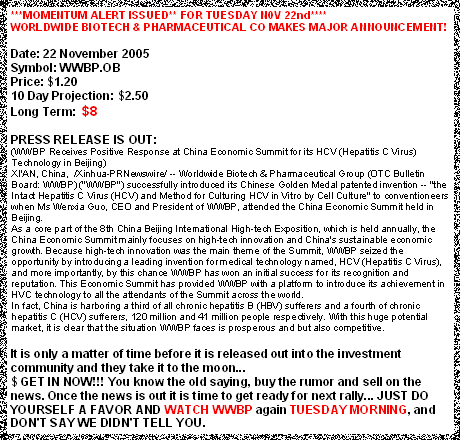 ***MOMENTUM ALERT ISSUED** FOR TUESDAY N0V 22nd****
WORLDWIDE BIOTECH & PHARMACEUTICAL CO MAKES MAJOR ANNOUNCEMENT!
Date: 22 November 2005
Symbol: WWBP.OB
Price: $1.20
10 Day Projection: $2.50
Long Term: $8
PRESS RELEASE IS OUT:
(WWBP Receives Positive Response at China Economic Summit for its HCV (Hepatitis C Virus)
Technology in Beijing)
XI'AN, China, /Xinhua-PRNewswire/ -- Worldwide Biotech & Pharmaceutical Group (OTC Bulletin
Board: WWBP)("WWBP") successfully introduced its Chinese Golden Medal patented invention -- "the
Intact Hepatitis C Virus (HCV) and Method for Culturing HCV in Vitro by Cell Culture" to conventioneers
when Ms Wenxia Guo, CEO and President of WWBP, attended the China Economic Summit held in
Beijing.
As a core part of the 8th China Beijing International High-tech Exposition, which is held annually, the
China Economic Summit mainly focuses on high-tech innovation and China's sustainable economic
growth. Because high-tech innovation was the main theme of the Summit, WWBP seized the
opportunity by introducing a leading invention for medical technology named, HCV (Hepatitis C Virus),
and more importantly, by this chance WWBP has won an initial success for its recognition and
reputation. This Economic Summit has provided WWBP with a platform to introduce its achievement in
HVC technology to all the attendants of the Summit across the world.
In fact, China is harboring a third of all chronic hepatitis B (HBV) sufferers and a fourth of chronic
hepatitis C (HCV) sufferers, 120 million and 41 million people respectively. With this huge potential
market, it is clear that the situation WWBP faces is prosperous and but also competitive.
It is only a matter of time before it is released out into the investment
community and they take it to the moon...
$ GET IN NOW!!! You know the old saying, buy the rumor and sell on the
news. Once the news is out it is time to get ready for next rally... JUST DO
YOURSELF A FAVOR AND WATCH WWBP again TUESDAY MORNING, and
DON'T SAY WE DIDN'T TELL YOU.